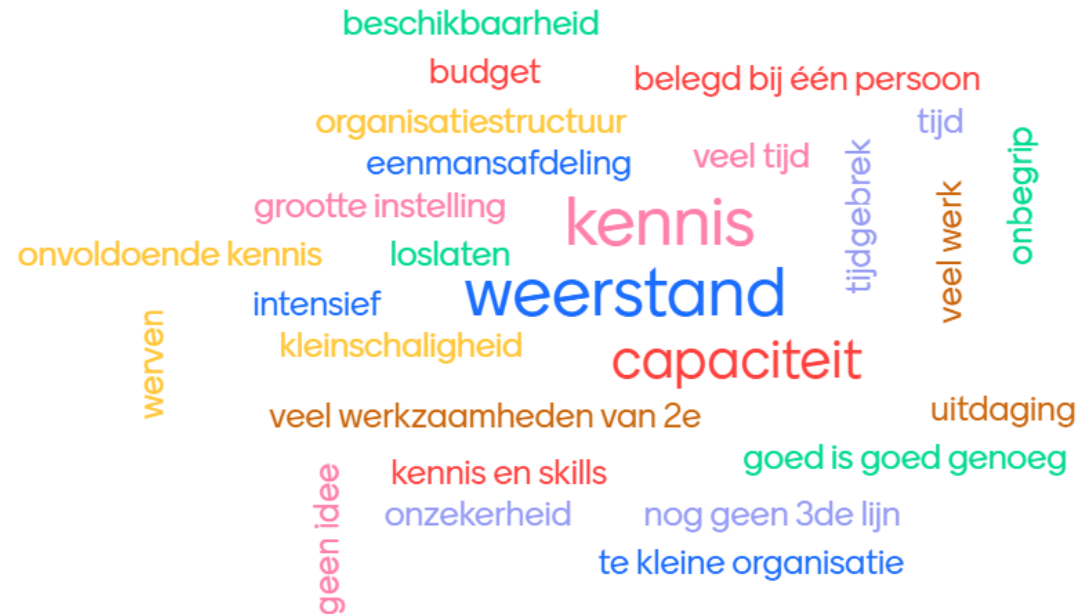 beschikbaarheid
budget
belegd bij één persoon
organisatiestructuur
tijd
eenmansafdeling
veel tijd
tijdgebrek
onbegrip
grootte instelling
kennis
veel werk
onvoldoende kennis
loslaten
weerstand
intensief
werven
kleinschaligheid
capaciteit
veel werkzaamheden van 2e
uitdaging
goed is goed genoeg
kennis en skills
geen idee
onzekerheid
nog geen 3de lijn
te kleine organisatie